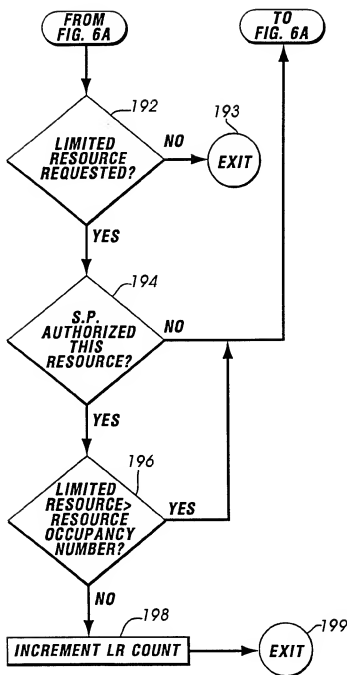 FROM
FIG. 6A
TO
FIG. 6A
192
LIMITED
RESOURCE
REQUESTED?
NO
193
EXIT
YES
194
S.P.
AUTHORIZED
THIS
RESOURCE?
NO
YES
196
LIMITED
RESOURCE>
RESOURCE
OCCUPANCY
NUMBER?
YES
NO
198
INCREMENT LR COUNT
199
EXIT